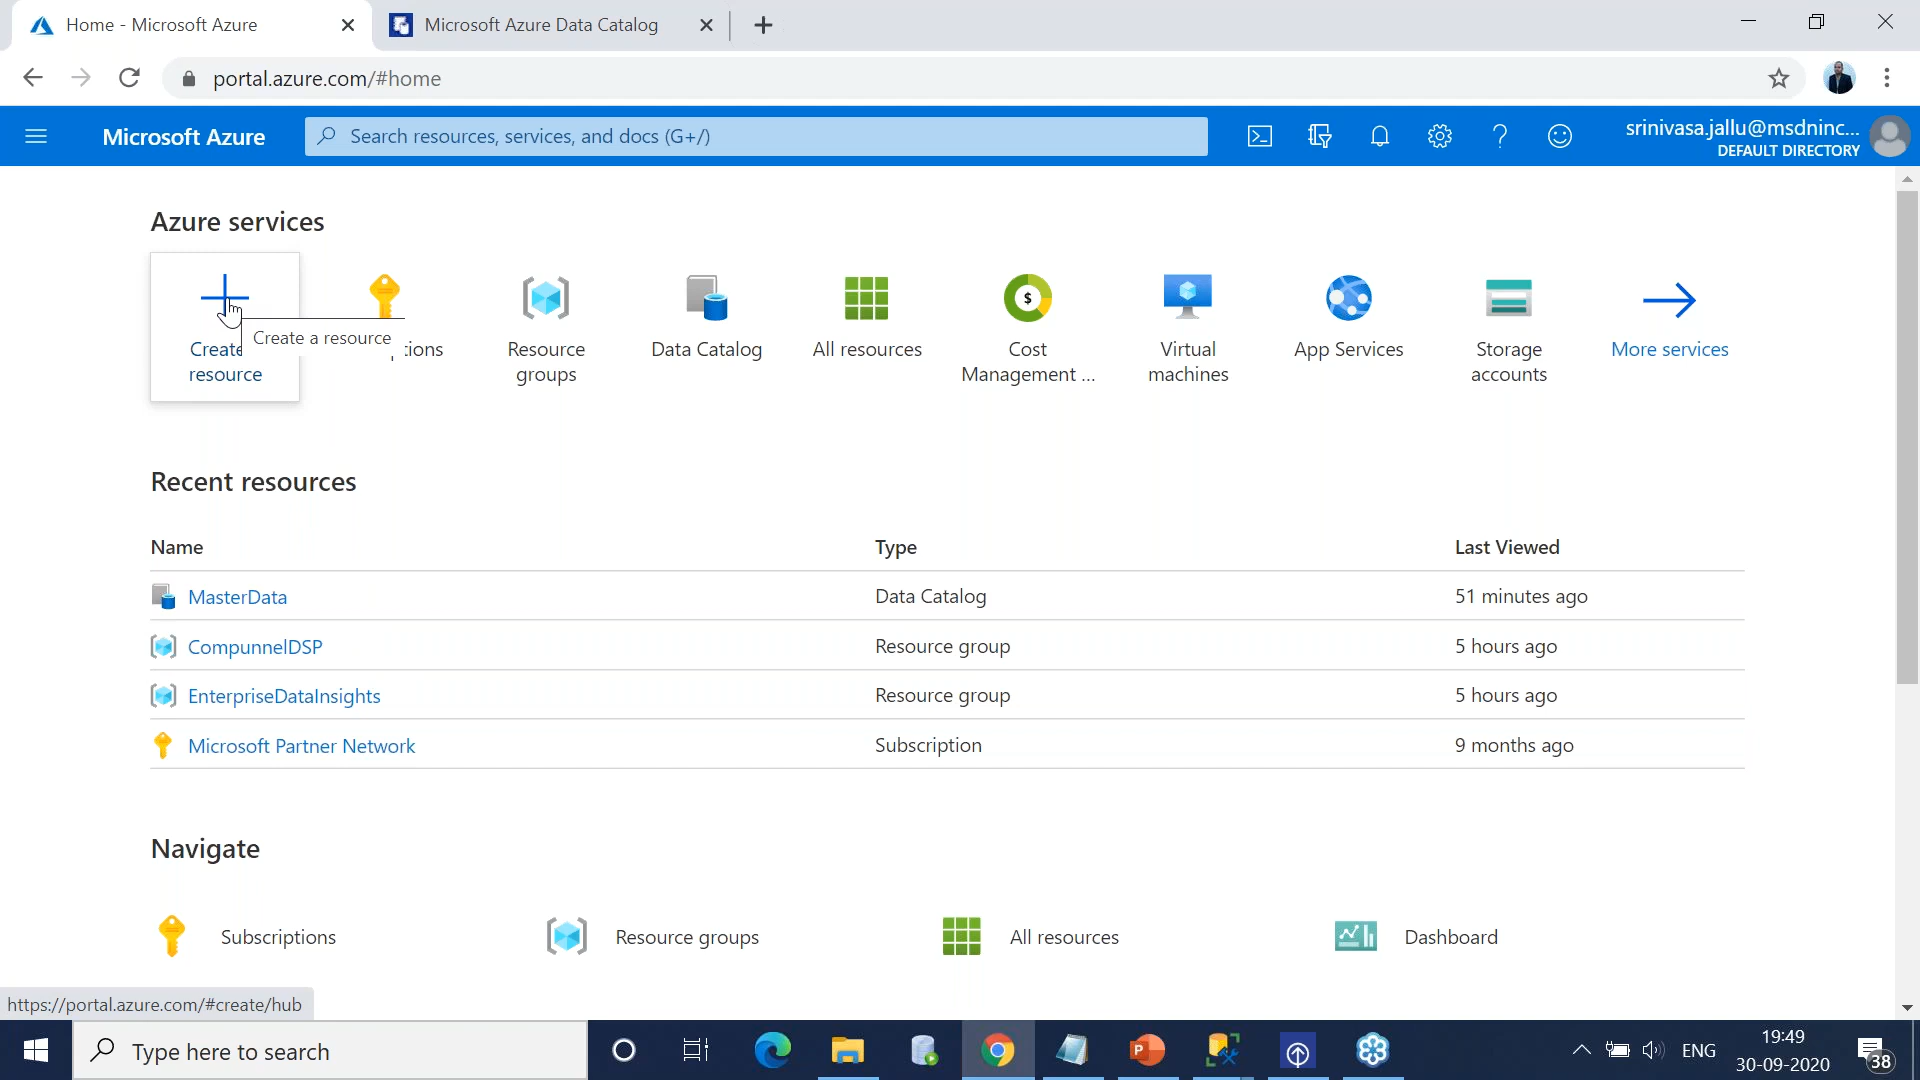 Home - Microsoft Azure
Microsoft Azure Data Catalog
portal.azure.com/#home
Microsoft Azure
Search resources, services, and docs (G+/)
srinivasa.jallu@msdninc...
DEFAULT DIRECTORY
Azure services
Create
resource
Create a resource
tions
Resource
groups
Data Catalog
All resources
Cost
Management ...
Virtual
machines
App Services
Storage
accounts
More services
Recent resources
Name Type Last Viewed
MasterData Data Catalog 51 minutes ago
CompunnelDSP Resource group 5 hours ago
EnterpriseDataInsights Resource group 5 hours ago
Microsoft Partner Network Subscription 9 months ago
Navigate
Subscriptions Resource groups All resources Dashboard
https://portal.azure.com/#create/hub
Type here to search
ENG
19:49
30-09-2020
38